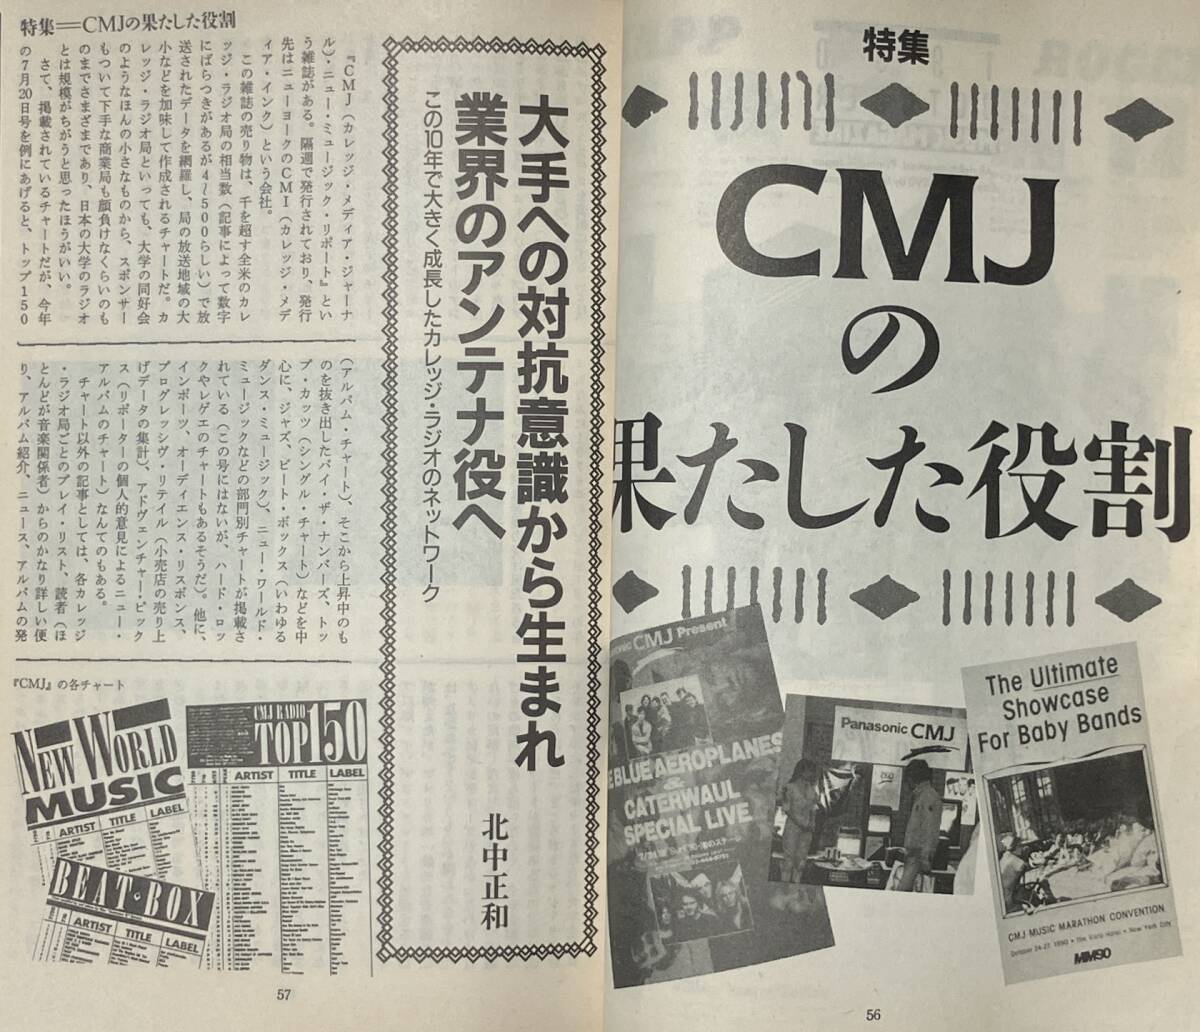 特集
CMJ
の
果たした役割
Panasonic CMJ Present
BLUE AEROPLANES
&
CATERWAUL
SPECIAL LIVE
Panasonic CMJ
The Ultimate
Showcase
For Baby Bands
CMJ MUSIC MARATHON CONVENTION
October 24-27, 1990 • The Vista Hotel • New York City
MM90
56
特集=CMJの果たした役割
大手への対抗意識から生まれ
業界のアンテナ役へ
この10年で大きく成長したカレッジ・ラジオのネットワーク
北中正和
『CMJ(カレッジ・メディア・ジャーナ
ル)・ニュー・ミュージック・リポート』とい
う雑誌がある。隔週で発行されており、発行
先はニューヨークのCMI(カレッジ・メデ
ィア・インク)という会社。
この雑誌の売り物は、千を超す全米のカレ
ッジ・ラジオ局の相当数(記事によって数字
にばらつきがあるが4~500らしい)で放
送されたデータを網羅し、局の放送地域の大
小などを加味して作成されるチャートだ。カ
レッジ・ラジオ局といっても、大学の同好会
のようなほんの小さなものから、スポンサー
もついて下手な商業局も顔負けなくらいのも
のまでさまざまであり、日本の大学のラジオ
とは規模がちがうと思ったほうがいい。
さて、掲載されているチャートだが、今年
の7月20日号を例にあげると、トップ150
(アルバム・チャート)、そこから上昇中のも
のを抜き出したバイ・ザ・ナンバーズ、トッ
プ・カッツ(シングル・チャート)などを中
心に、ジャズ、ビート・ボックス(いわゆる
ダンス・ミュージック)、ニュー・ワールド・
ミュージックなどの部門別チャートが掲載さ
れている(この号にはないが、ハード・ロッ
クやレゲエのチャートもあるそうだ)。他に、
インポーツ、オーディエンス・リスポンス、
プログレッシヴ・リテイル(小売店の売り上
げデータの集計)、アドヴェンチャー・ピック
ス(リポーターの個人的意見によるニュー・
アルバムのチャート)なんてのもある。
チャート以外の記事としては、各カレッジ
・ラジオ局ごとのプレイ・リスト、読者(ほ
とんどが音楽関係者)からのかなり詳しい便
り、アルバム紹介、ニュース、アルバムの発
『CMJ』の各チャート
NEW WORLD
MUSIC
ARTIST TITLE LABEL
CMJ RADIO
TOP 150
ARTIST TITLE LABEL
BEAT BOX
ARTIST TITLE LABEL
57